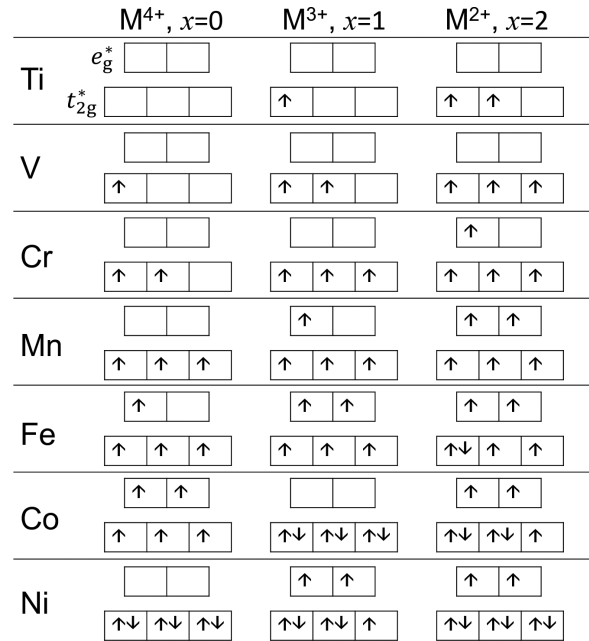 M⁴⁺, x=0 M³⁺, x=1 M²⁺, x=2
e*g
Ti t*2g ↑ ↑ ↑
V ↑ ↑ ↑ ↑ ↑ ↑
↑
Cr ↑ ↑ ↑ ↑ ↑ ↑ ↑ ↑
↑ ↑ ↑
Mn ↑ ↑ ↑ ↑ ↑ ↑ ↑ ↑ ↑
↑ ↑ ↑ ↑ ↑
Fe ↑ ↑ ↑ ↑ ↑ ↑ ↑↓ ↑ ↑
↑ ↑ ↑ ↑
Co ↑ ↑ ↑ ↑↓ ↑↓ ↑↓ ↑↓ ↑↓ ↑
↑ ↑ ↑ ↑
Ni ↑↓ ↑↓ ↑↓ ↑↓ ↑↓ ↑ ↑↓ ↑↓ ↑↓